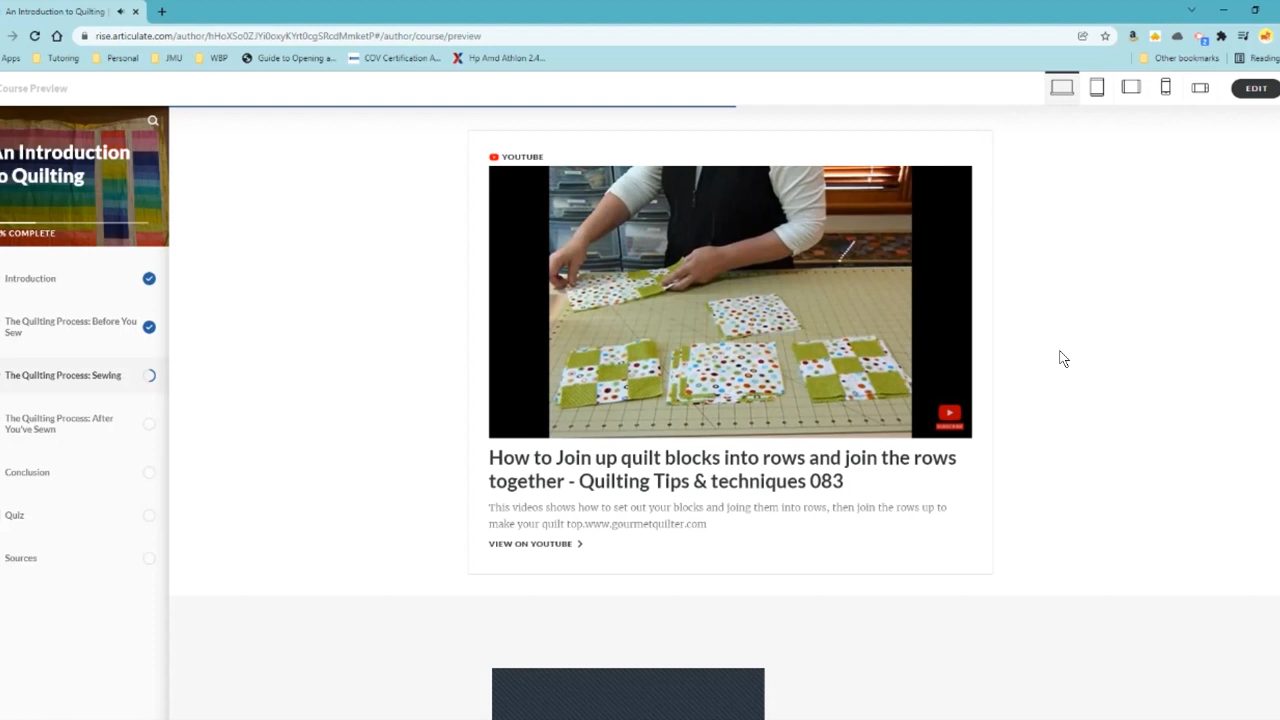 An Introduction to Quilting
rise.articulate.com/author/hHoXSo0ZJYi0oxyKYrt0cgSRcdMmketP#/author/course/preview
Apps Tutoring Personal JMU WBP Guide to Opening a... COV Certification A... Hp Amd Athlon 2.4... Other bookmarks Reading
Course Preview
EDIT
An Introduction
to Quilting
% COMPLETE
Introduction
The Quilting Process: Before You
Sew
The Quilting Process: Sewing
The Quilting Process: After
You've Sewn
Conclusion
Quiz
Sources
YOUTUBE
SUBSCRIBE
How to Join up quilt blocks into rows and join the rows
together - Quilting Tips & techniques 083
This videos shows how to set out your blocks and joing them into rows, then join the rows up to
make your quilt top.www.gourmetquilter.com
VIEW ON YOUTUBE